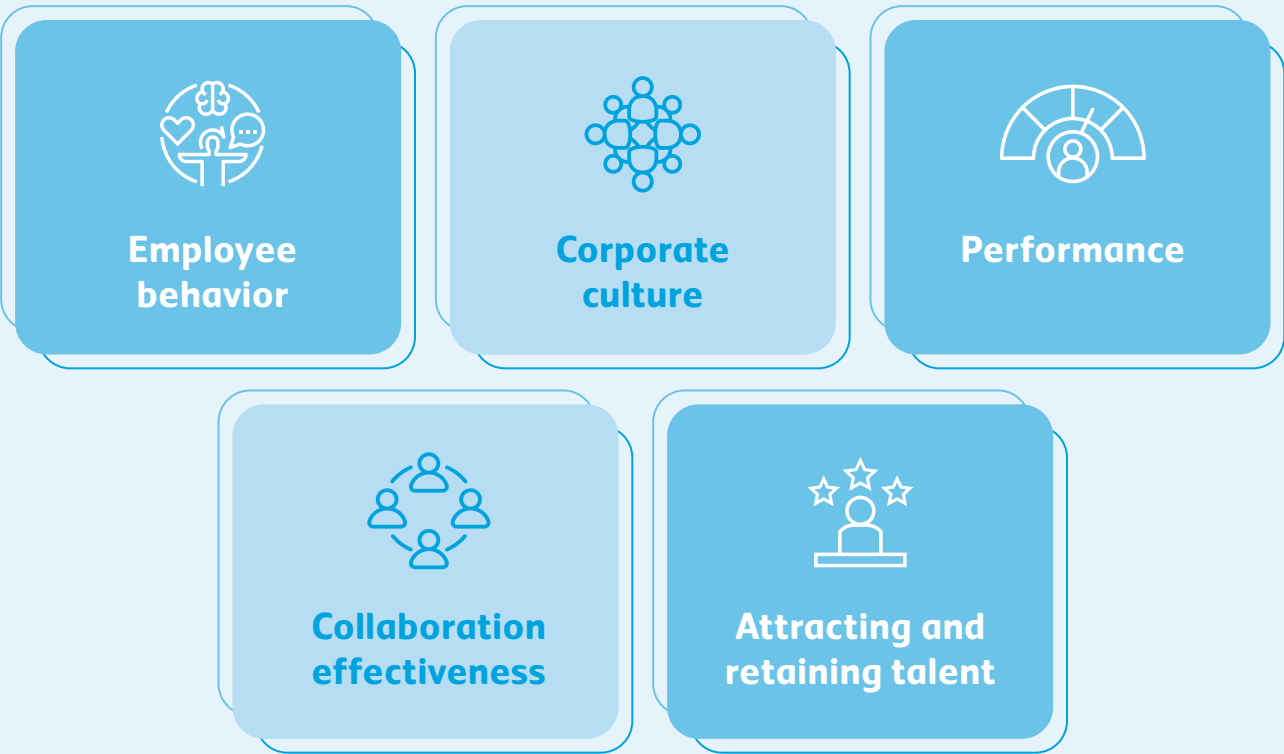 Employee
behavior
Corporate
culture
Performance
Collaboration
effectiveness
Attracting and
retaining talent